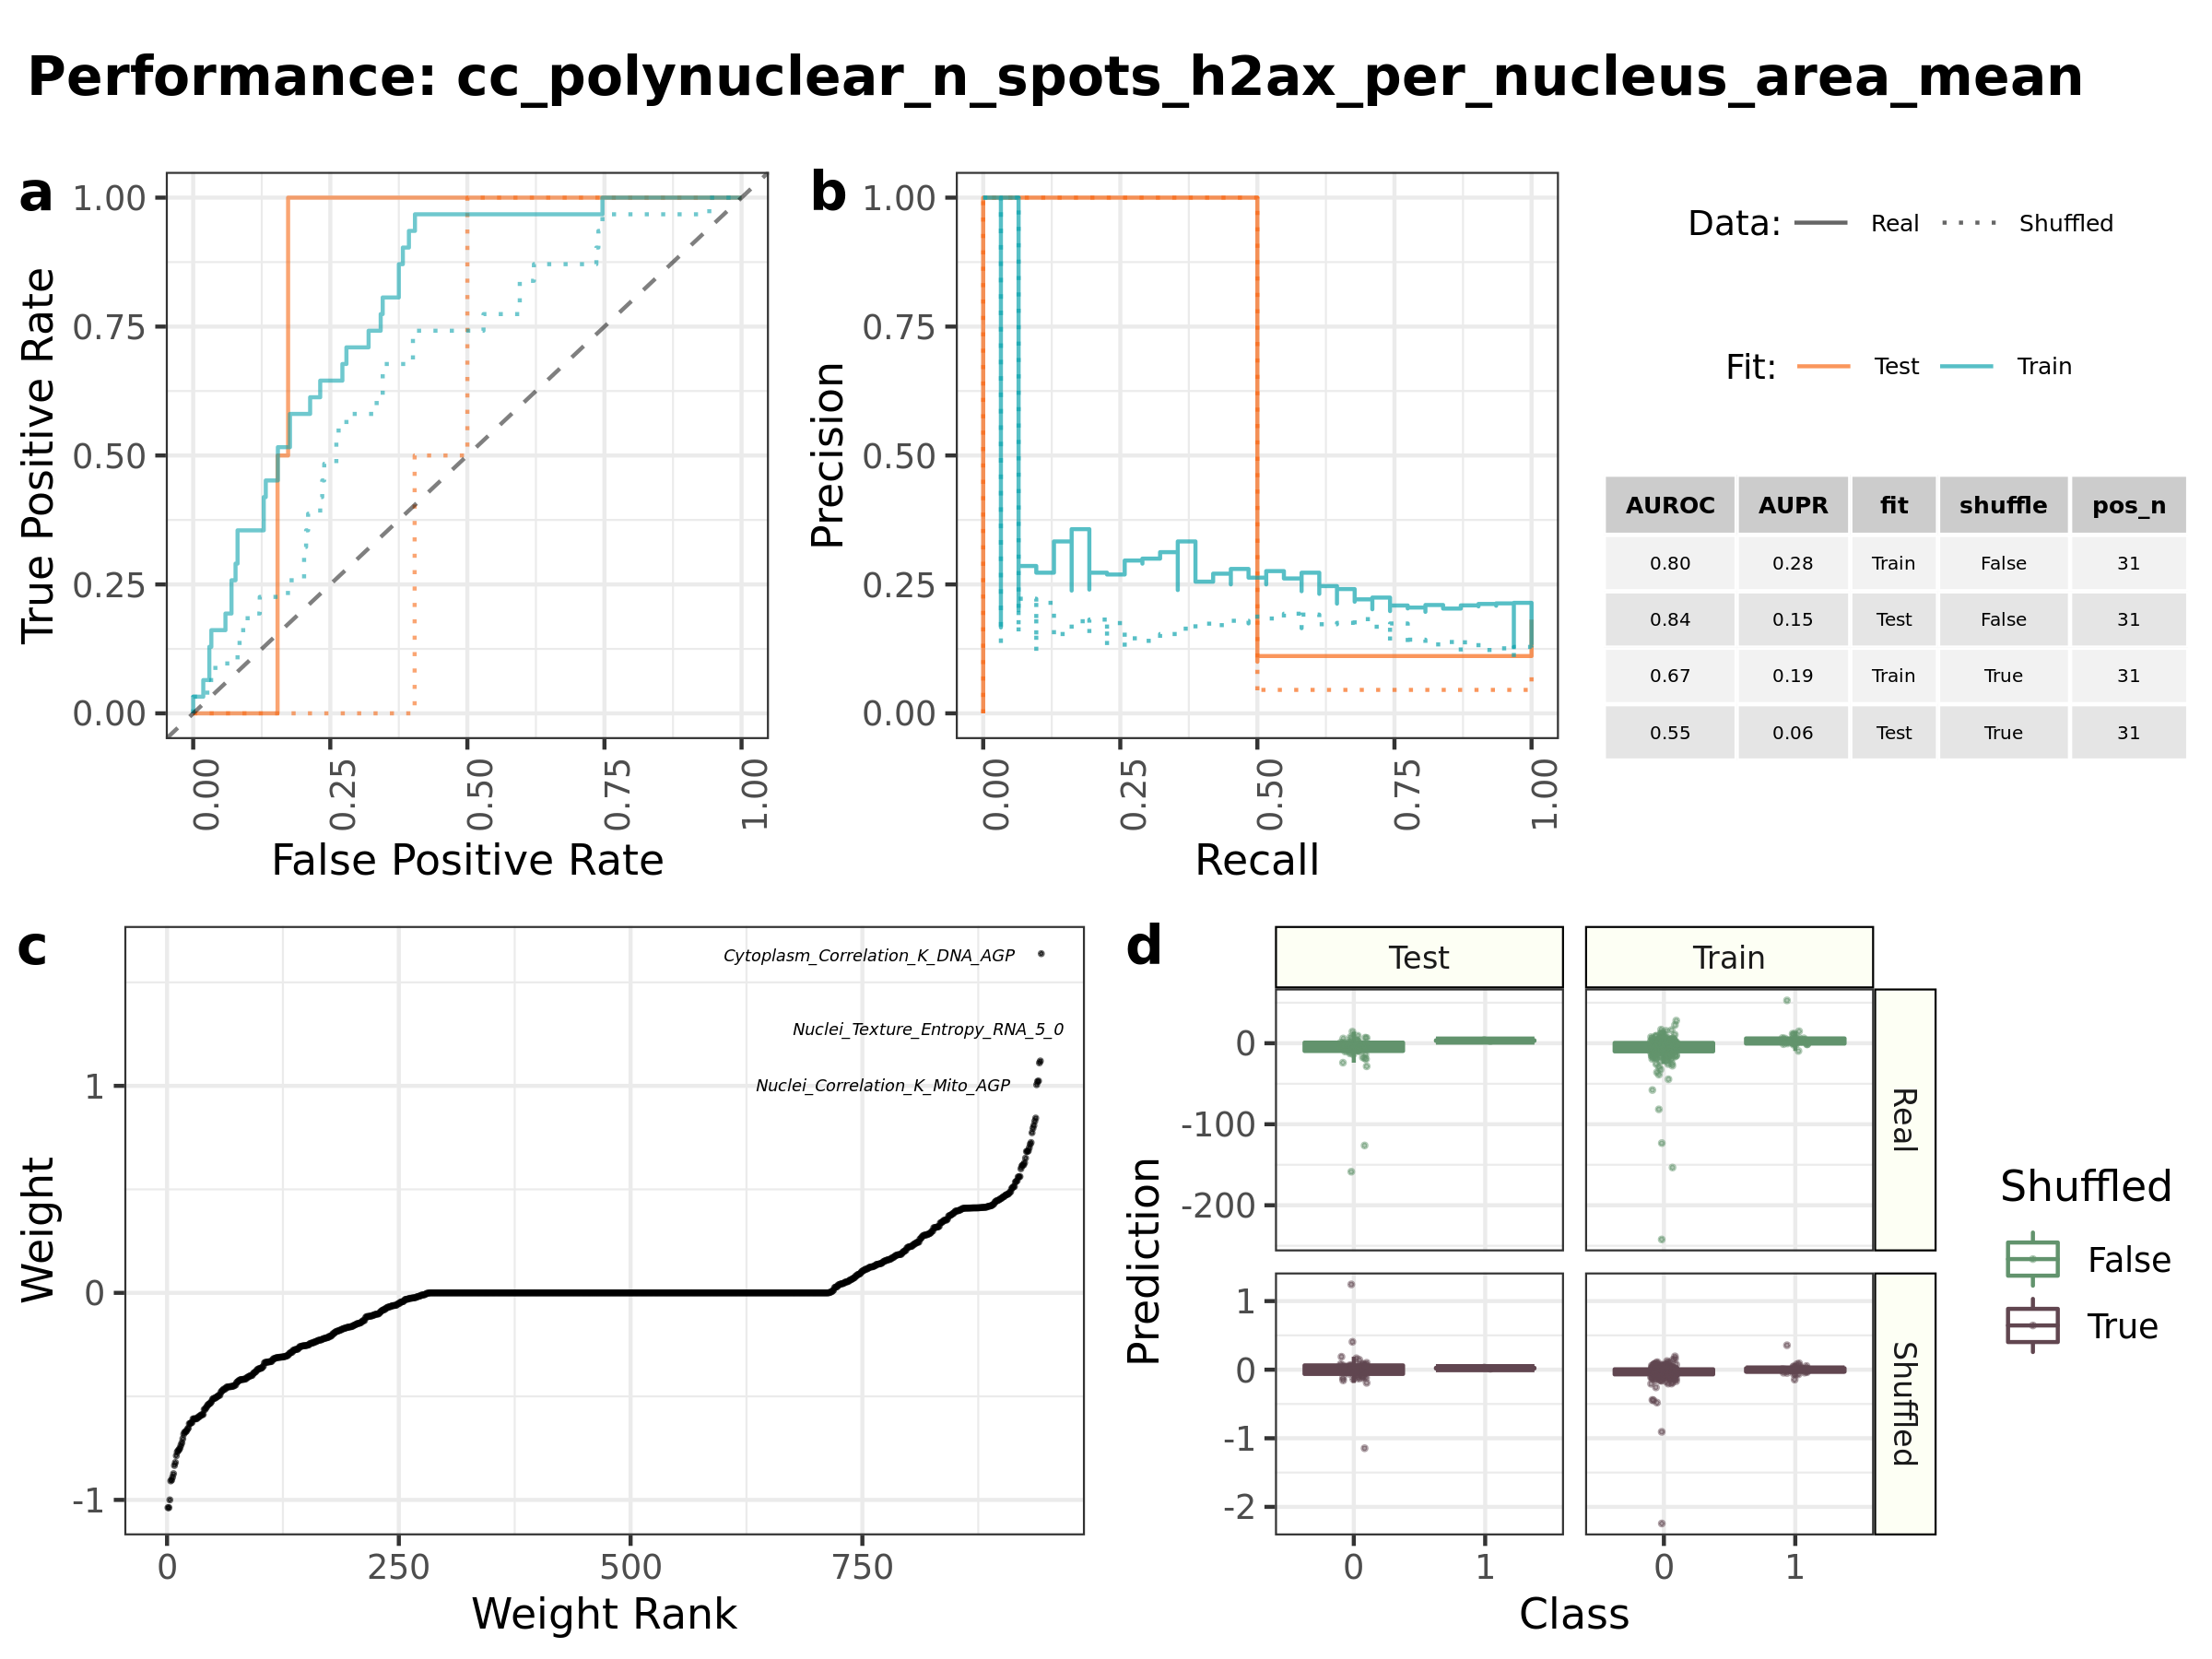 Performance: cc_polynuclear_n_spots_h2ax_per_nucleus_area_mean
a
1.00
0.75
0.50
0.25
0.00
True Positive Rate
0.00 0.25 0.50 0.75 1.00
False Positive Rate
b
1.00
0.75
0.50
0.25
0.00
Precision
0.00 0.25 0.50 0.75 1.00
Recall
Data: Real Shuffled
Fit: Test Train
AUROC AUPR fit shuffle pos_n
0.80 0.28 Train False 31
0.84 0.15 Test False 31
0.67 0.19 Train True 31
0.55 0.06 Test True 31
c
Cytoplasm_Correlation_K_DNA_AGP
Nuclei_Texture_Entropy_RNA_5_0
Nuclei_Correlation_K_Mito_AGP
1
0
-1
Weight
0 250 500 750
Weight Rank
d
Test Train
0
-100
-200
Real
1
0
-1
-2
Shuffled
Prediction
0 1 0 1
Class
Shuffled
False
True